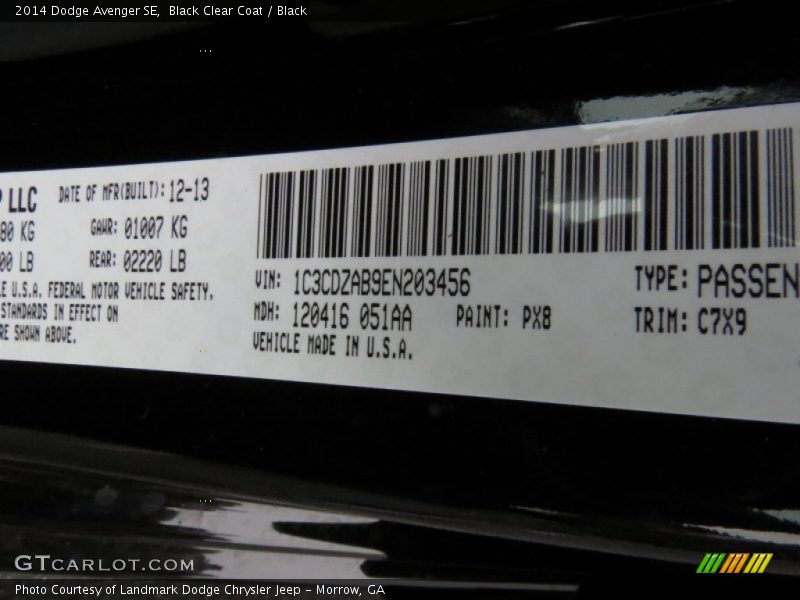 2014 Dodge Avenger SE,  Black Clear Coat / Black
LLC
DATE OF MFR(BUILT): 12-13
80 KG
GAWR: 01007 KG
00 LB
REAR: 02220 LB
U.S.A. FEDERAL MOTOR VEHICLE SAFETY.
STANDARDS IN EFFECT ON
RE SHOWN ABOVE.
VIN: 1C3CDZAB9EN203456
TYPE: PASSEN
MDH: 120416 051AA
PAINT: PX8
TRIM: C7X9
VEHICLE MADE IN U.S.A.
GTCARLOT.COM
Photo Courtesy of Landmark Dodge Chrysler Jeep – Morrow, GA